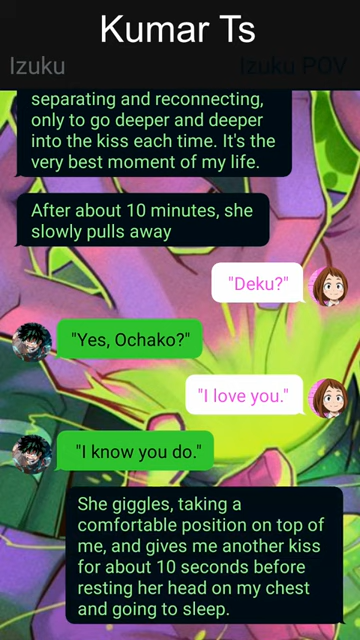 Kumar Ts
Izuku
Izuku POV
separating and reconnecting,
only to go deeper and deeper
into the kiss each time. It's the
very best moment of my life.
After about 10 minutes, she
slowly pulls away
"Deku?"
"Yes, Ochako?"
"I love you."
"I know you do."
She giggles, taking a
comfortable position on top of
me, and gives me another kiss
for about 10 seconds before
resting her head on my chest
and going to sleep.